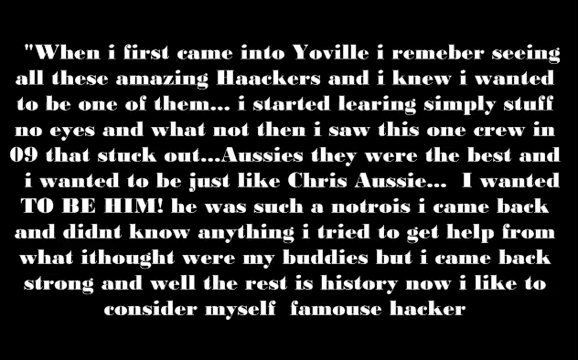 "When i first came into Yoville i remeber seeing
all these amazing Haackers and i knew i wanted
to be one of them... i started learing simply stuff
no eyes and what not then i saw this one crew in
09 that stuck out...Aussies they were the best and
i wanted to be just like Chris Aussie... I wanted
TO BE HIM! he was such a notrois i came back
and didnt know anything i tried to get help from
what ithought were my buddies but i came back
strong and well the rest is history now i like to
consider myself famouse hacker